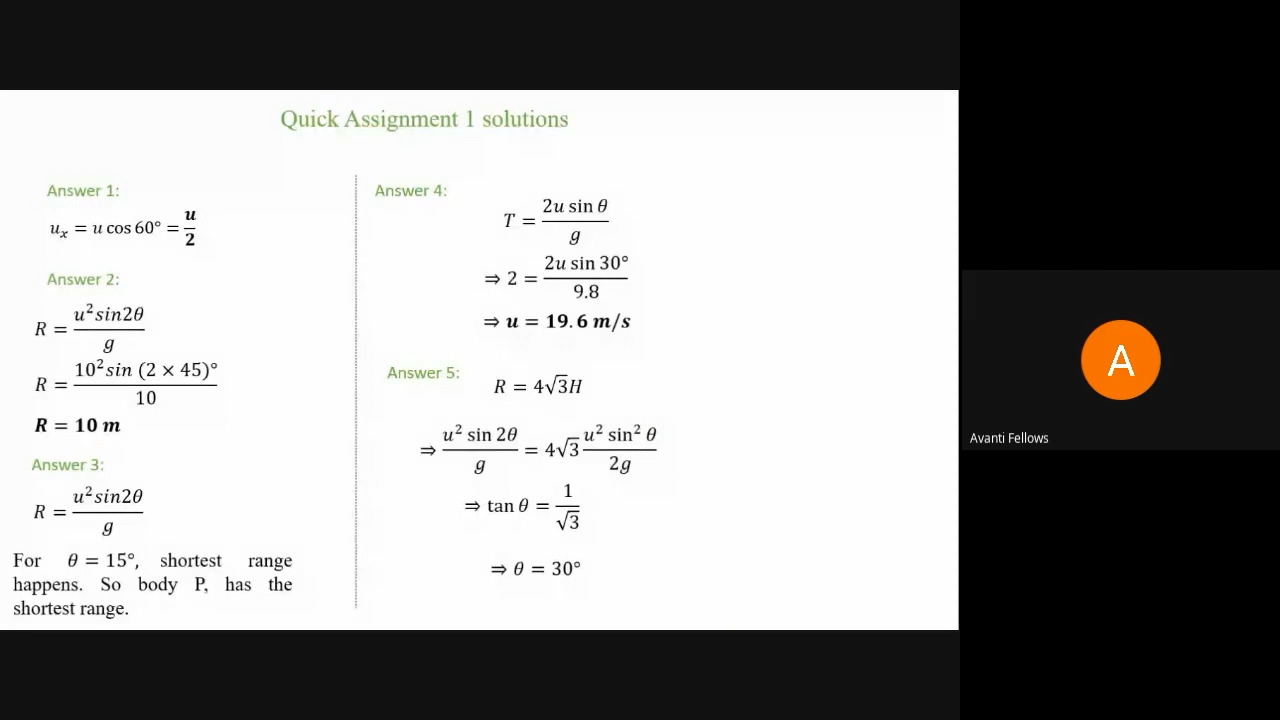 Quick Assignment 1 solutions
Answer 1:
uₓ = u cos 60° = u/2
Answer 2:
R = u²sin2θ/g
R = 10²sin (2 × 45)°/10
R = 10 m
Answer 3:
R = u²sin2θ/g
For θ = 15°, shortest range
happens. So body P, has the
shortest range.
Answer 4:
T = 2u sin θ/g
⇒ 2 = 2u sin 30°/9.8
⇒ u = 19.6 m/s
Answer 5:
R = 4√3H
⇒ u² sin 2θ/g = 4√3 u² sin² θ/2g
⇒ tan θ = 1/√3
⇒ θ = 30°
A
Avanti Fellows